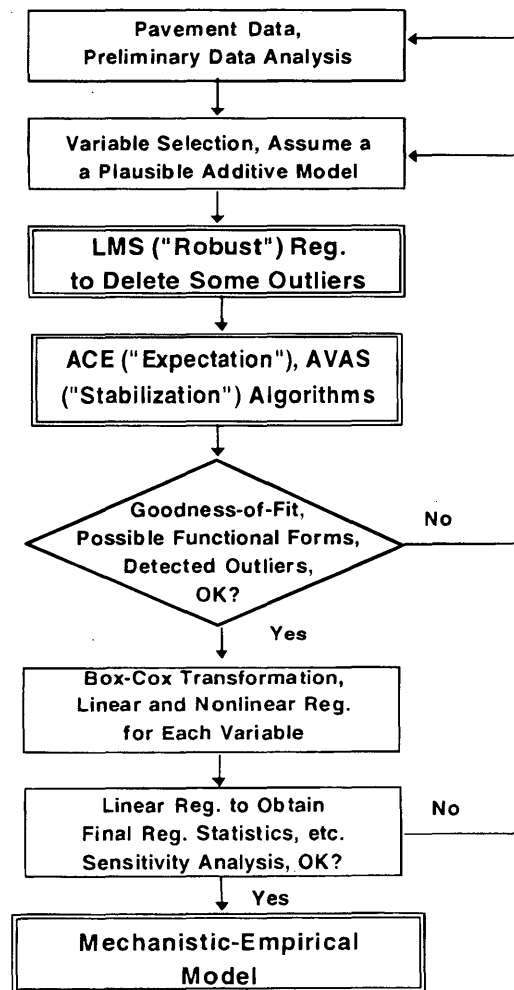 Pavement Data,
Preliminary Data Analysis
Variable Selection, Assume a
a Plausible Additive Model
LMS ("Robust") Reg.
to Delete Some Outliers
ACE ("Expectation"), AVAS
("Stabilization") Algorithms
Goodness-of-Fit,
Possible Functional Forms,
Detected Outliers,
OK?
No
Yes
Box-Cox Transformation,
Linear and Nonlinear Reg.
for Each Variable
Linear Reg. to Obtain
Final Reg. Statistics, etc.
Sensitivity Analysis, OK?
No
Yes
Mechanistic-Empirical
Model